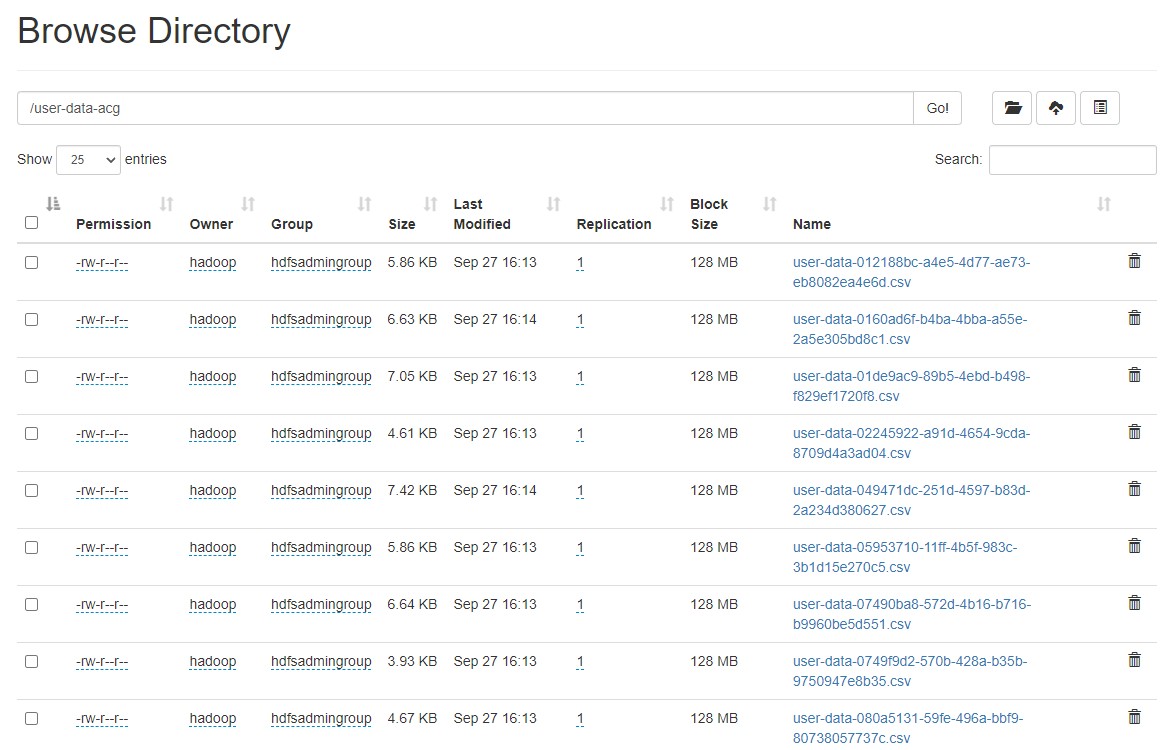 Browse Directory
/user-data-acg Go!
Show 25 entries Search:
Permission Owner Group Size Last Modified Replication Block Size Name
-rw-r--r-- hadoop hdfsadmingroup 5.86 KB Sep 27 16:13 1 128 MB user-data-012188bc-a4e5-4d77-ae73-
eb8082ea4e6d.csv
-rw-r--r-- hadoop hdfsadmingroup 6.63 KB Sep 27 16:14 1 128 MB user-data-0160ad6f-b4ba-4bba-a55e-
2a5e305bd8c1.csv
-rw-r--r-- hadoop hdfsadmingroup 7.05 KB Sep 27 16:13 1 128 MB user-data-01de9ac9-89b5-4ebd-b498-
f829ef1720f8.csv
-rw-r--r-- hadoop hdfsadmingroup 4.61 KB Sep 27 16:13 1 128 MB user-data-02245922-a91d-4654-9cda-
8709d4a3ad04.csv
-rw-r--r-- hadoop hdfsadmingroup 7.42 KB Sep 27 16:14 1 128 MB user-data-049471dc-251d-4597-b83d-
2a234d380627.csv
-rw-r--r-- hadoop hdfsadmingroup 5.86 KB Sep 27 16:13 1 128 MB user-data-05953710-11ff-4b5f-983c-
3b1d15e270c5.csv
-rw-r--r-- hadoop hdfsadmingroup 6.64 KB Sep 27 16:13 1 128 MB user-data-07490ba8-572d-4b16-b716-
b9960be5d551.csv
-rw-r--r-- hadoop hdfsadmingroup 3.93 KB Sep 27 16:13 1 128 MB user-data-0749f9d2-570b-428a-b35b-
9750947e8b35.csv
-rw-r--r-- hadoop hdfsadmingroup 4.67 KB Sep 27 16:13 1 128 MB user-data-080a5131-59fe-496a-bbf9-
80738057737c.csv